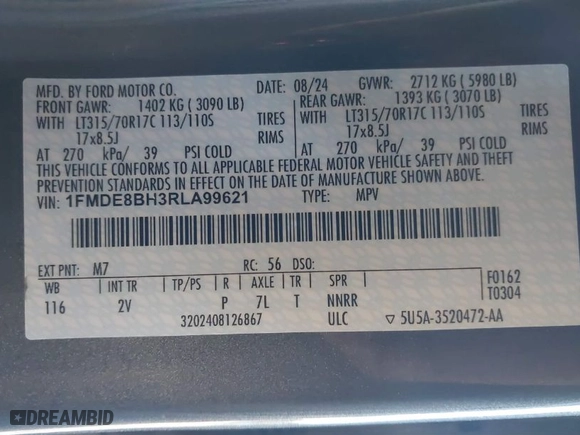 MFD. BY FORD MOTOR CO.
DATE: 08/24 GVWR: 2712 KG ( 5980 LB)
FRONT GAWR: 1402 KG ( 3090 LB)
REAR GAWR: 1393 KG ( 3070 LB)
WITH LT315/70R17C 113/110S TIRES
WITH LT315/70R17C 113/110S TIRES
17x8.5J RIMS
17x8.5J RIMS
AT 270 kPa/ 39 PSI COLD
AT 270 kPa/ 39 PSI COLD
THIS VEHICLE CONFORMS TO ALL APPLICABLE FEDERAL MOTOR VEHICLE SAFETY AND THEFT
PREVENTION STANDARDS IN EFFECT ON THE DATE OF MANUFACTURE SHOWN ABOVE.
VIN: 1FMDE8BH3RLA99621 TYPE: MPV
EXT PNT: M7 RC: 56 DSO:
WB INT TR TP/PS R AXLE TR SPR
116 2V P 7L T NNRR
F0162
T0304
3202408126867 ULC ▽ 5U5A-3520472-AA
DREAMBID